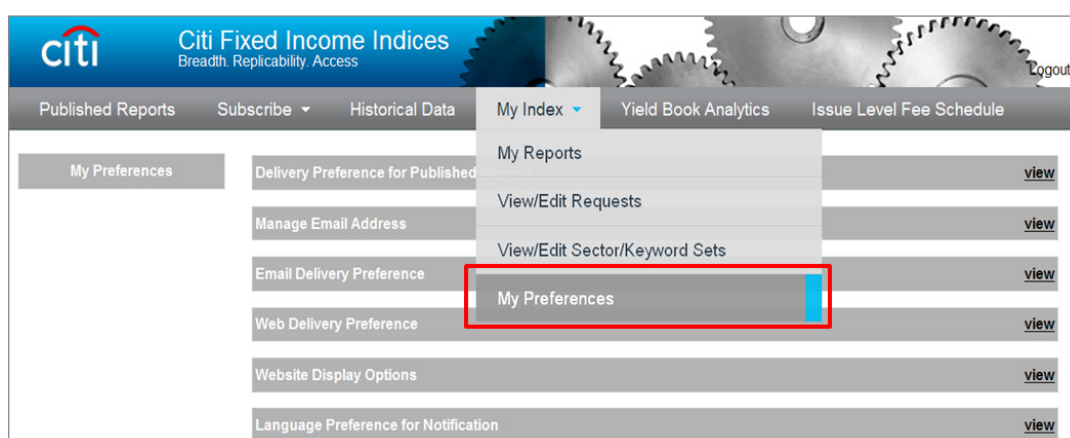 citi
Citi Fixed Income Indices
Breadth. Replicability. Access
Logout
Published Reports Subscribe My Index Historical Data Yield Book Analytics Issue Level Fee Schedule
My Reports
View/Edit Requests
View/Edit Sector/Keyword Sets
My Preferences
My Preferences
Delivery Preference for Published view
Manage Email Address
Email Delivery Preference view
Web Delivery Preference view
Website Display Options view
Language Preference for Notification view